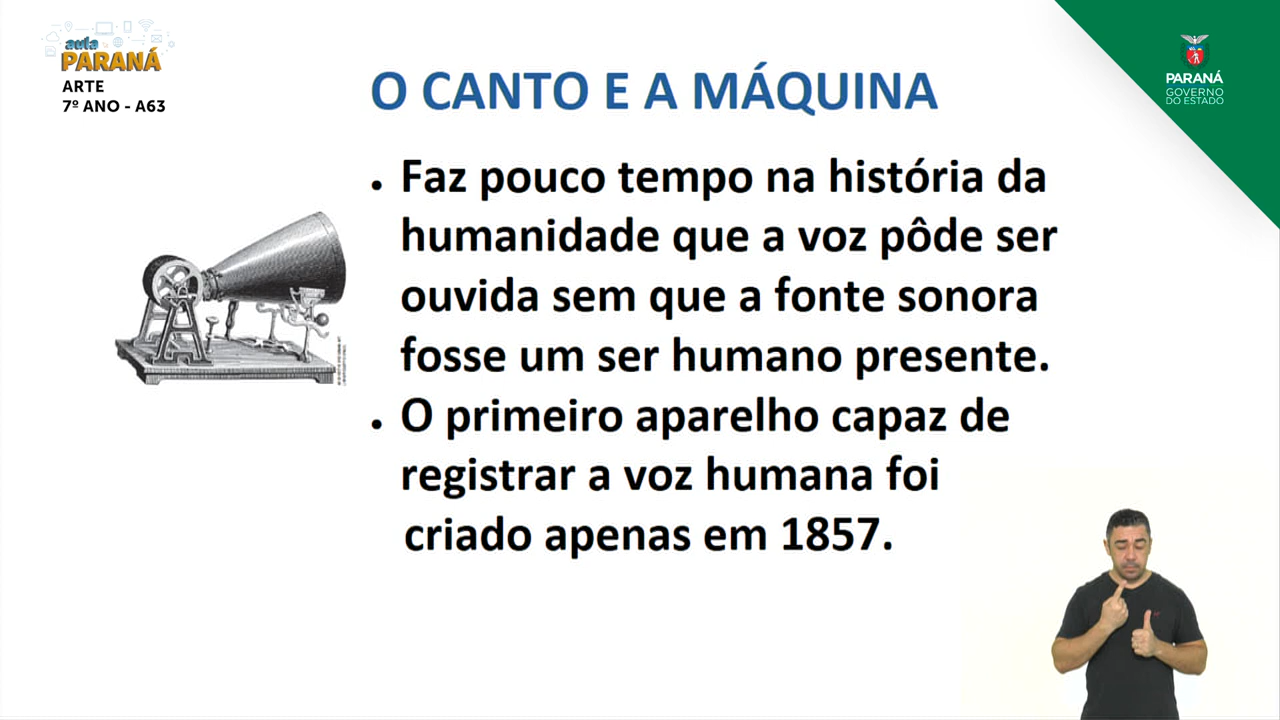 aula
PARANÁ
ARTE
7º ANO - A63
PARANÁ
GOVERNO
DO ESTADO
O CANTO E A MÁQUINA
• Faz pouco tempo na história da
humanidade que a voz pôde ser
ouvida sem que a fonte sonora
fosse um ser humano presente.
• O primeiro aparelho capaz de
registrar a voz humana foi
criado apenas em 1857.